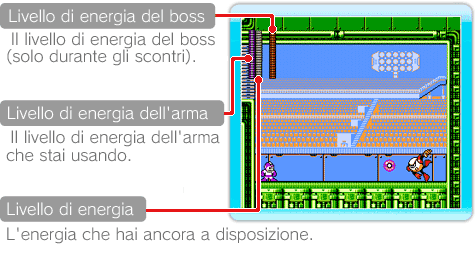 Livello di energia del boss
Il livello di energia del boss
(solo durante gli scontri).
Livello di energia dell'arma
Il livello di energia dell'arma
che stai usando.
Livello di energia
L'energia che hai ancora a disposizione.